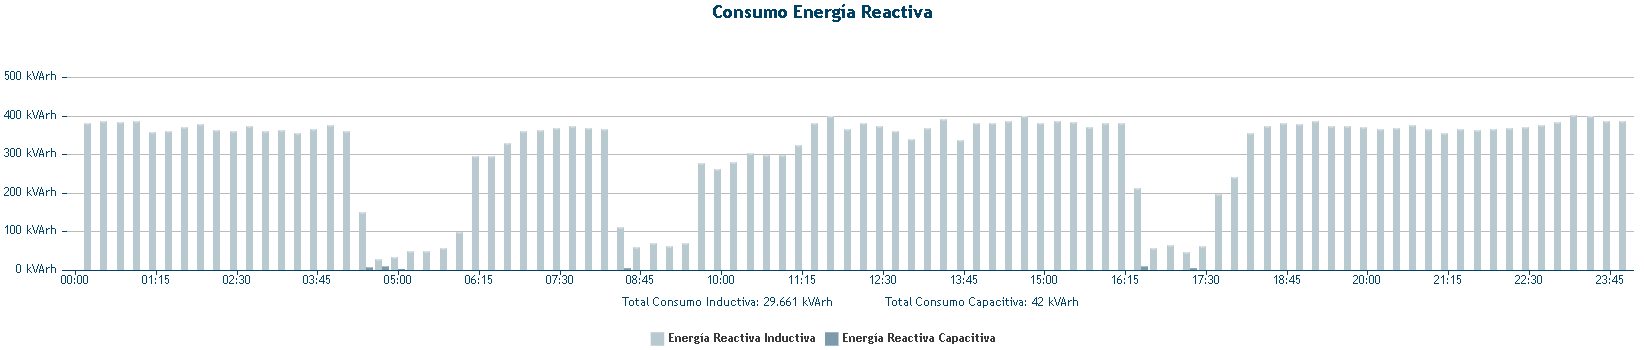 Consumo Energía Reactiva
500 kVArh
400 kVArh
300 kVArh
200 kVArh
100 kVArh
0 kVArh
00:00 01:15 02:30 03:45 05:00 06:15 07:30 08:45 10:00 11:15 12:30 13:45 15:00 16:15 17:30 18:45 20:00 21:15 22:30 23:45
Total Consumo Inductiva: 29.661 kVArh Total Consumo Capacitiva: 42 kVArh
Energía Reactiva Inductiva Energía Reactiva Capacitiva